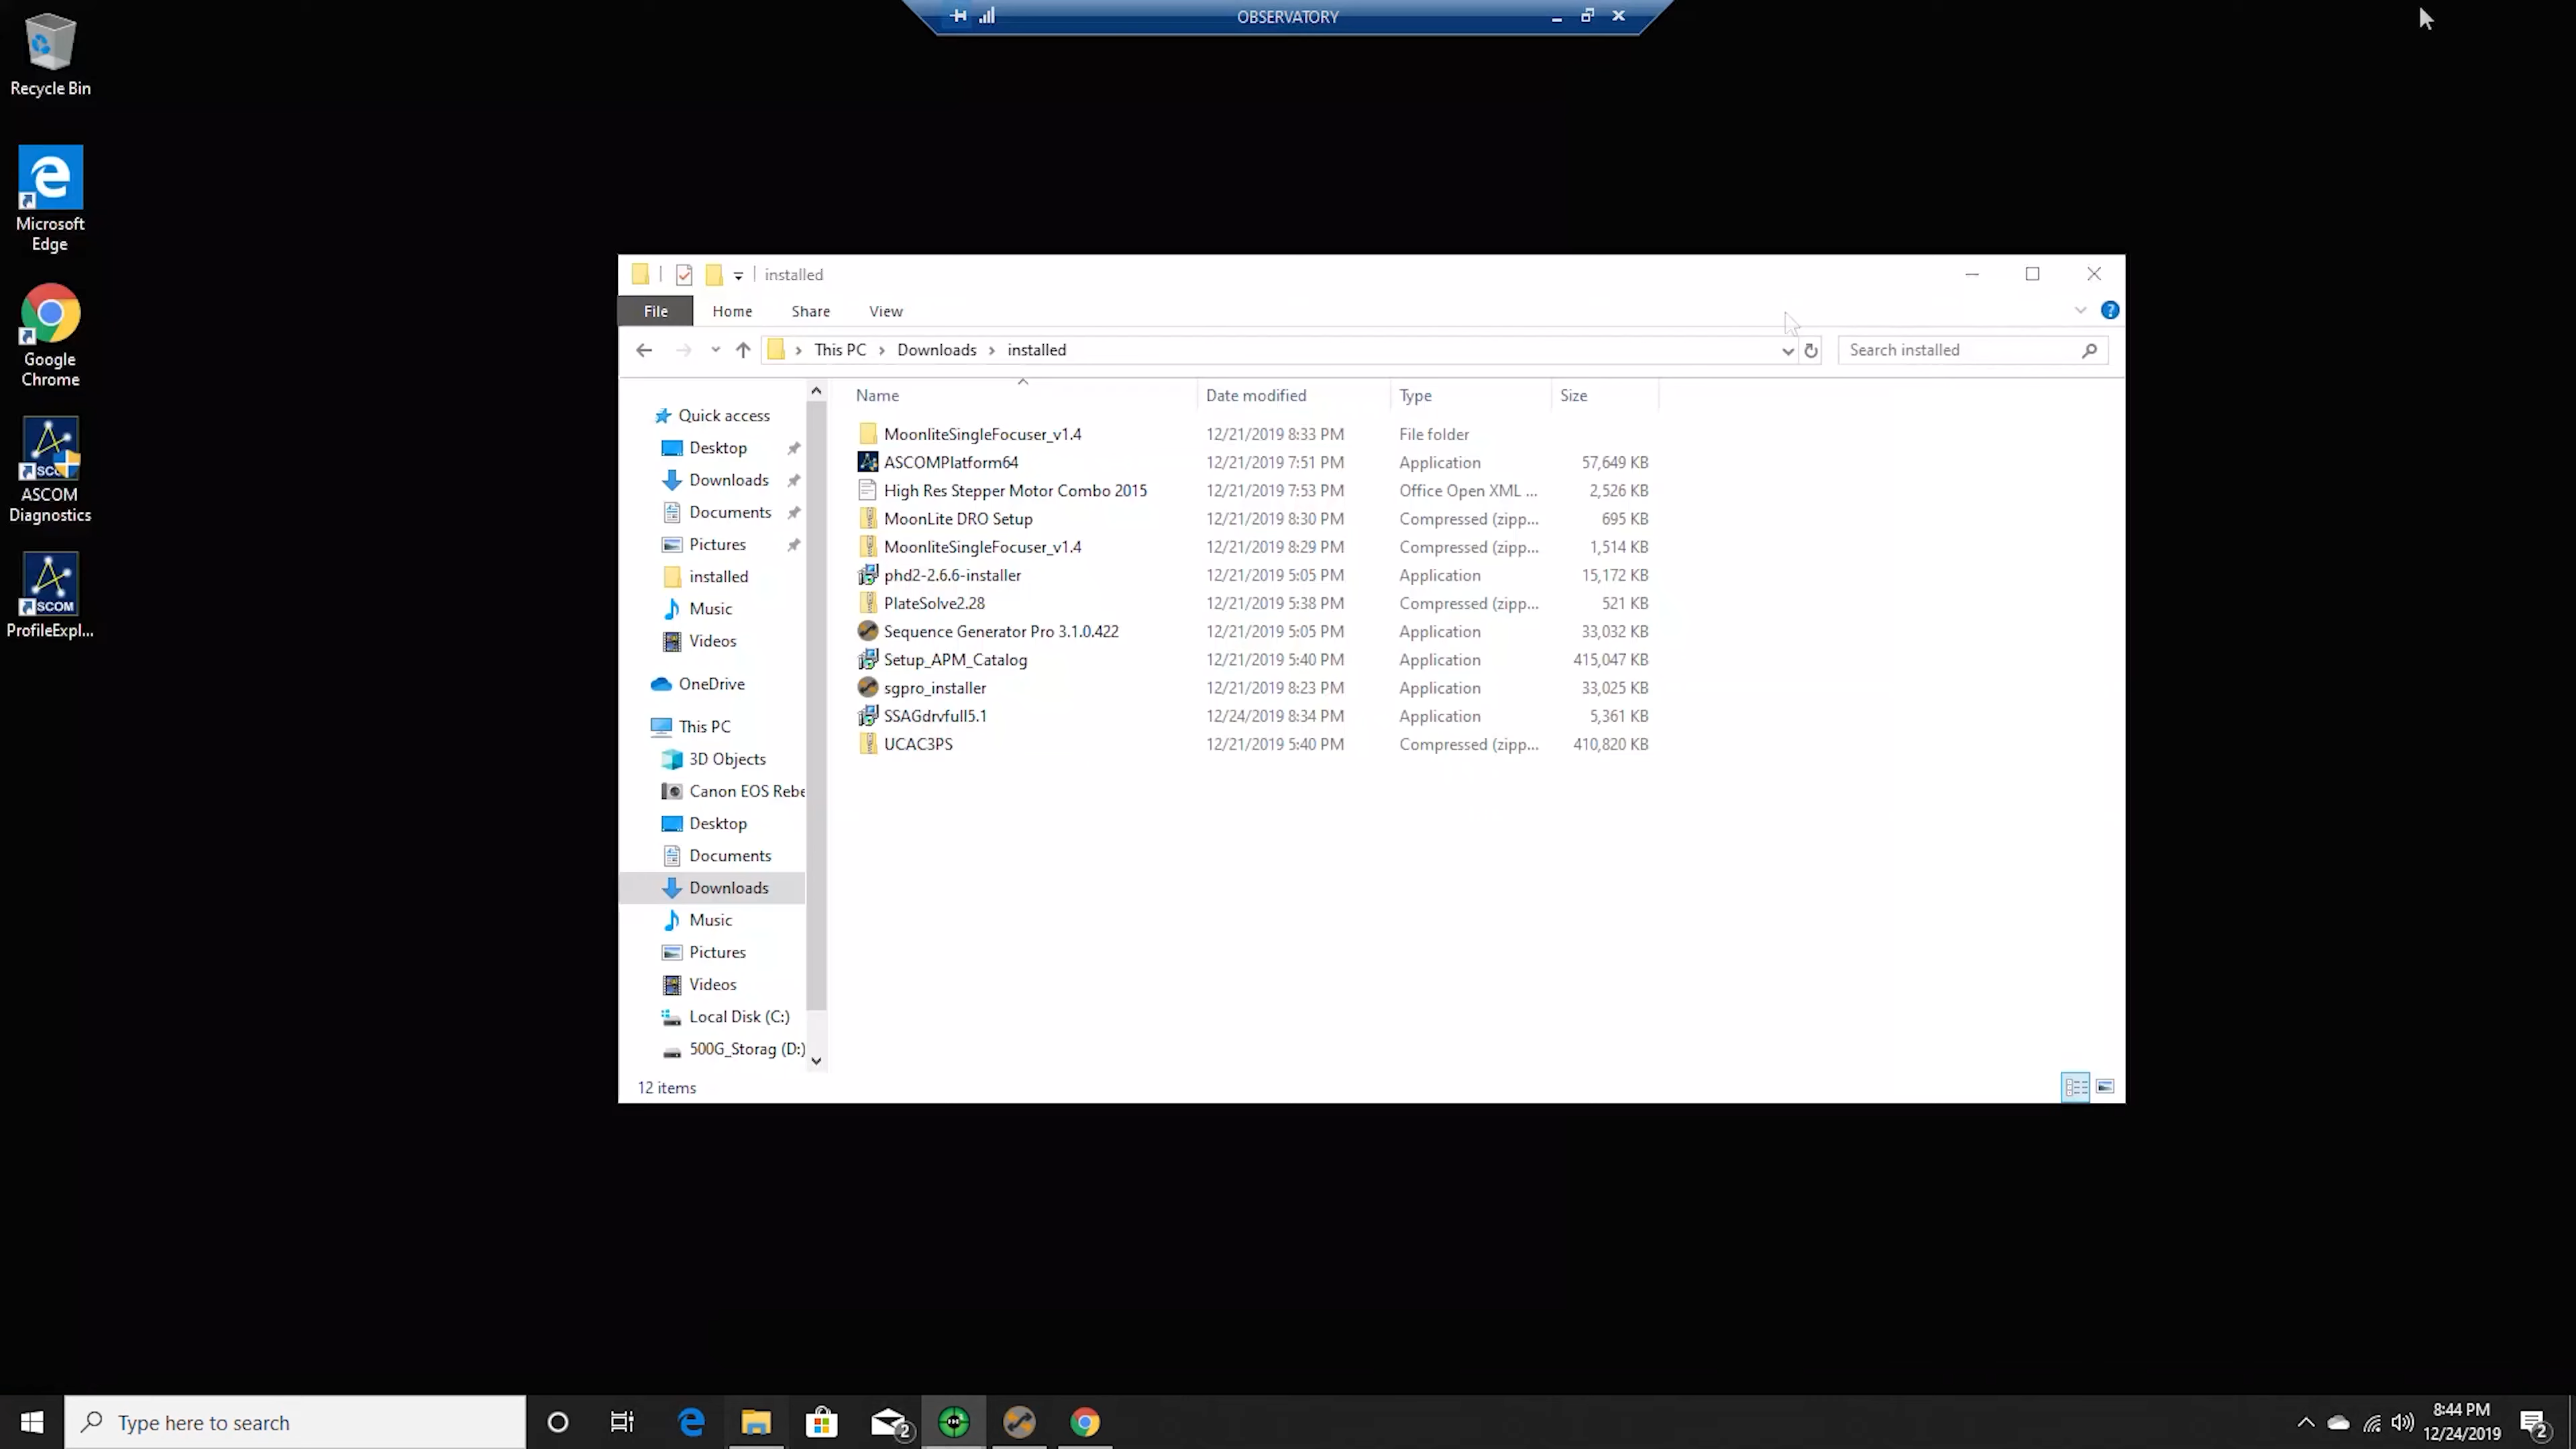 OBSERVATORY
Recycle Bin
Microsoft
Edge
Google
Chrome
ASCOM
Diagnostics
SCOM
ProfileExpl...
installed
File Home Share View
This PC Downloads installed
Search installed
Name Date modified Type Size
MoonliteSingleFocuser_v1.4 12/21/2019 8:33 PM File folder
ASCOMPlatform64 12/21/2019 7:51 PM Application 57,649 KB
High Res Stepper Motor Combo 2015 12/21/2019 7:53 PM Office Open XML ... 2,526 KB
MoonLite DRO Setup 12/21/2019 8:30 PM Compressed (zipp... 695 KB
MoonliteSingleFocuser_v1.4 12/21/2019 8:29 PM Compressed (zipp... 1,514 KB
phd2-2.6.6-installer 12/21/2019 5:05 PM Application 15,172 KB
PlateSolve2.28 12/21/2019 5:38 PM Compressed (zipp... 521 KB
Sequence Generator Pro 3.1.0.422 12/21/2019 5:05 PM Application 33,032 KB
Setup_APM_Catalog 12/21/2019 5:40 PM Application 415,047 KB
sgpro_installer 12/21/2019 8:23 PM Application 33,025 KB
SSAGdrvfull5.1 12/24/2019 8:34 PM Application 5,361 KB
UCAC3PS 12/21/2019 5:40 PM Compressed (zipp... 410,820 KB
Quick access
Desktop
Downloads
Documents
Pictures
installed
Music
Videos
OneDrive
This PC
3D Objects
Canon EOS Rebe
Desktop
Documents
Downloads
Music
Pictures
Videos
Local Disk (C:)
500G_Storag (D:)
12 items
Type here to search
2
8:44 PM
12/24/2019
2